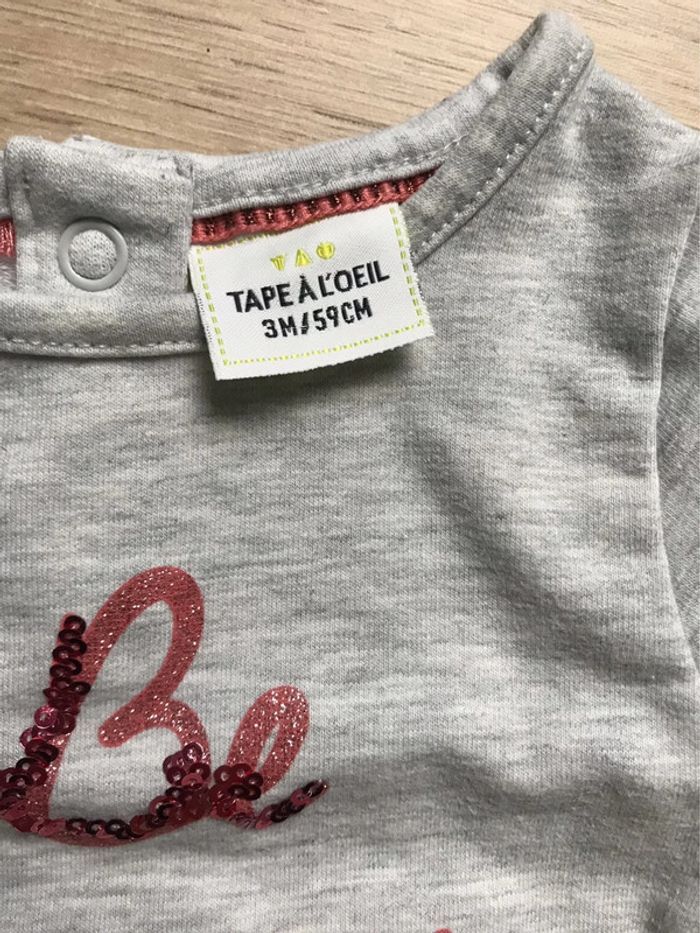 TAPE À L'OEIL
3M/59CM
Be